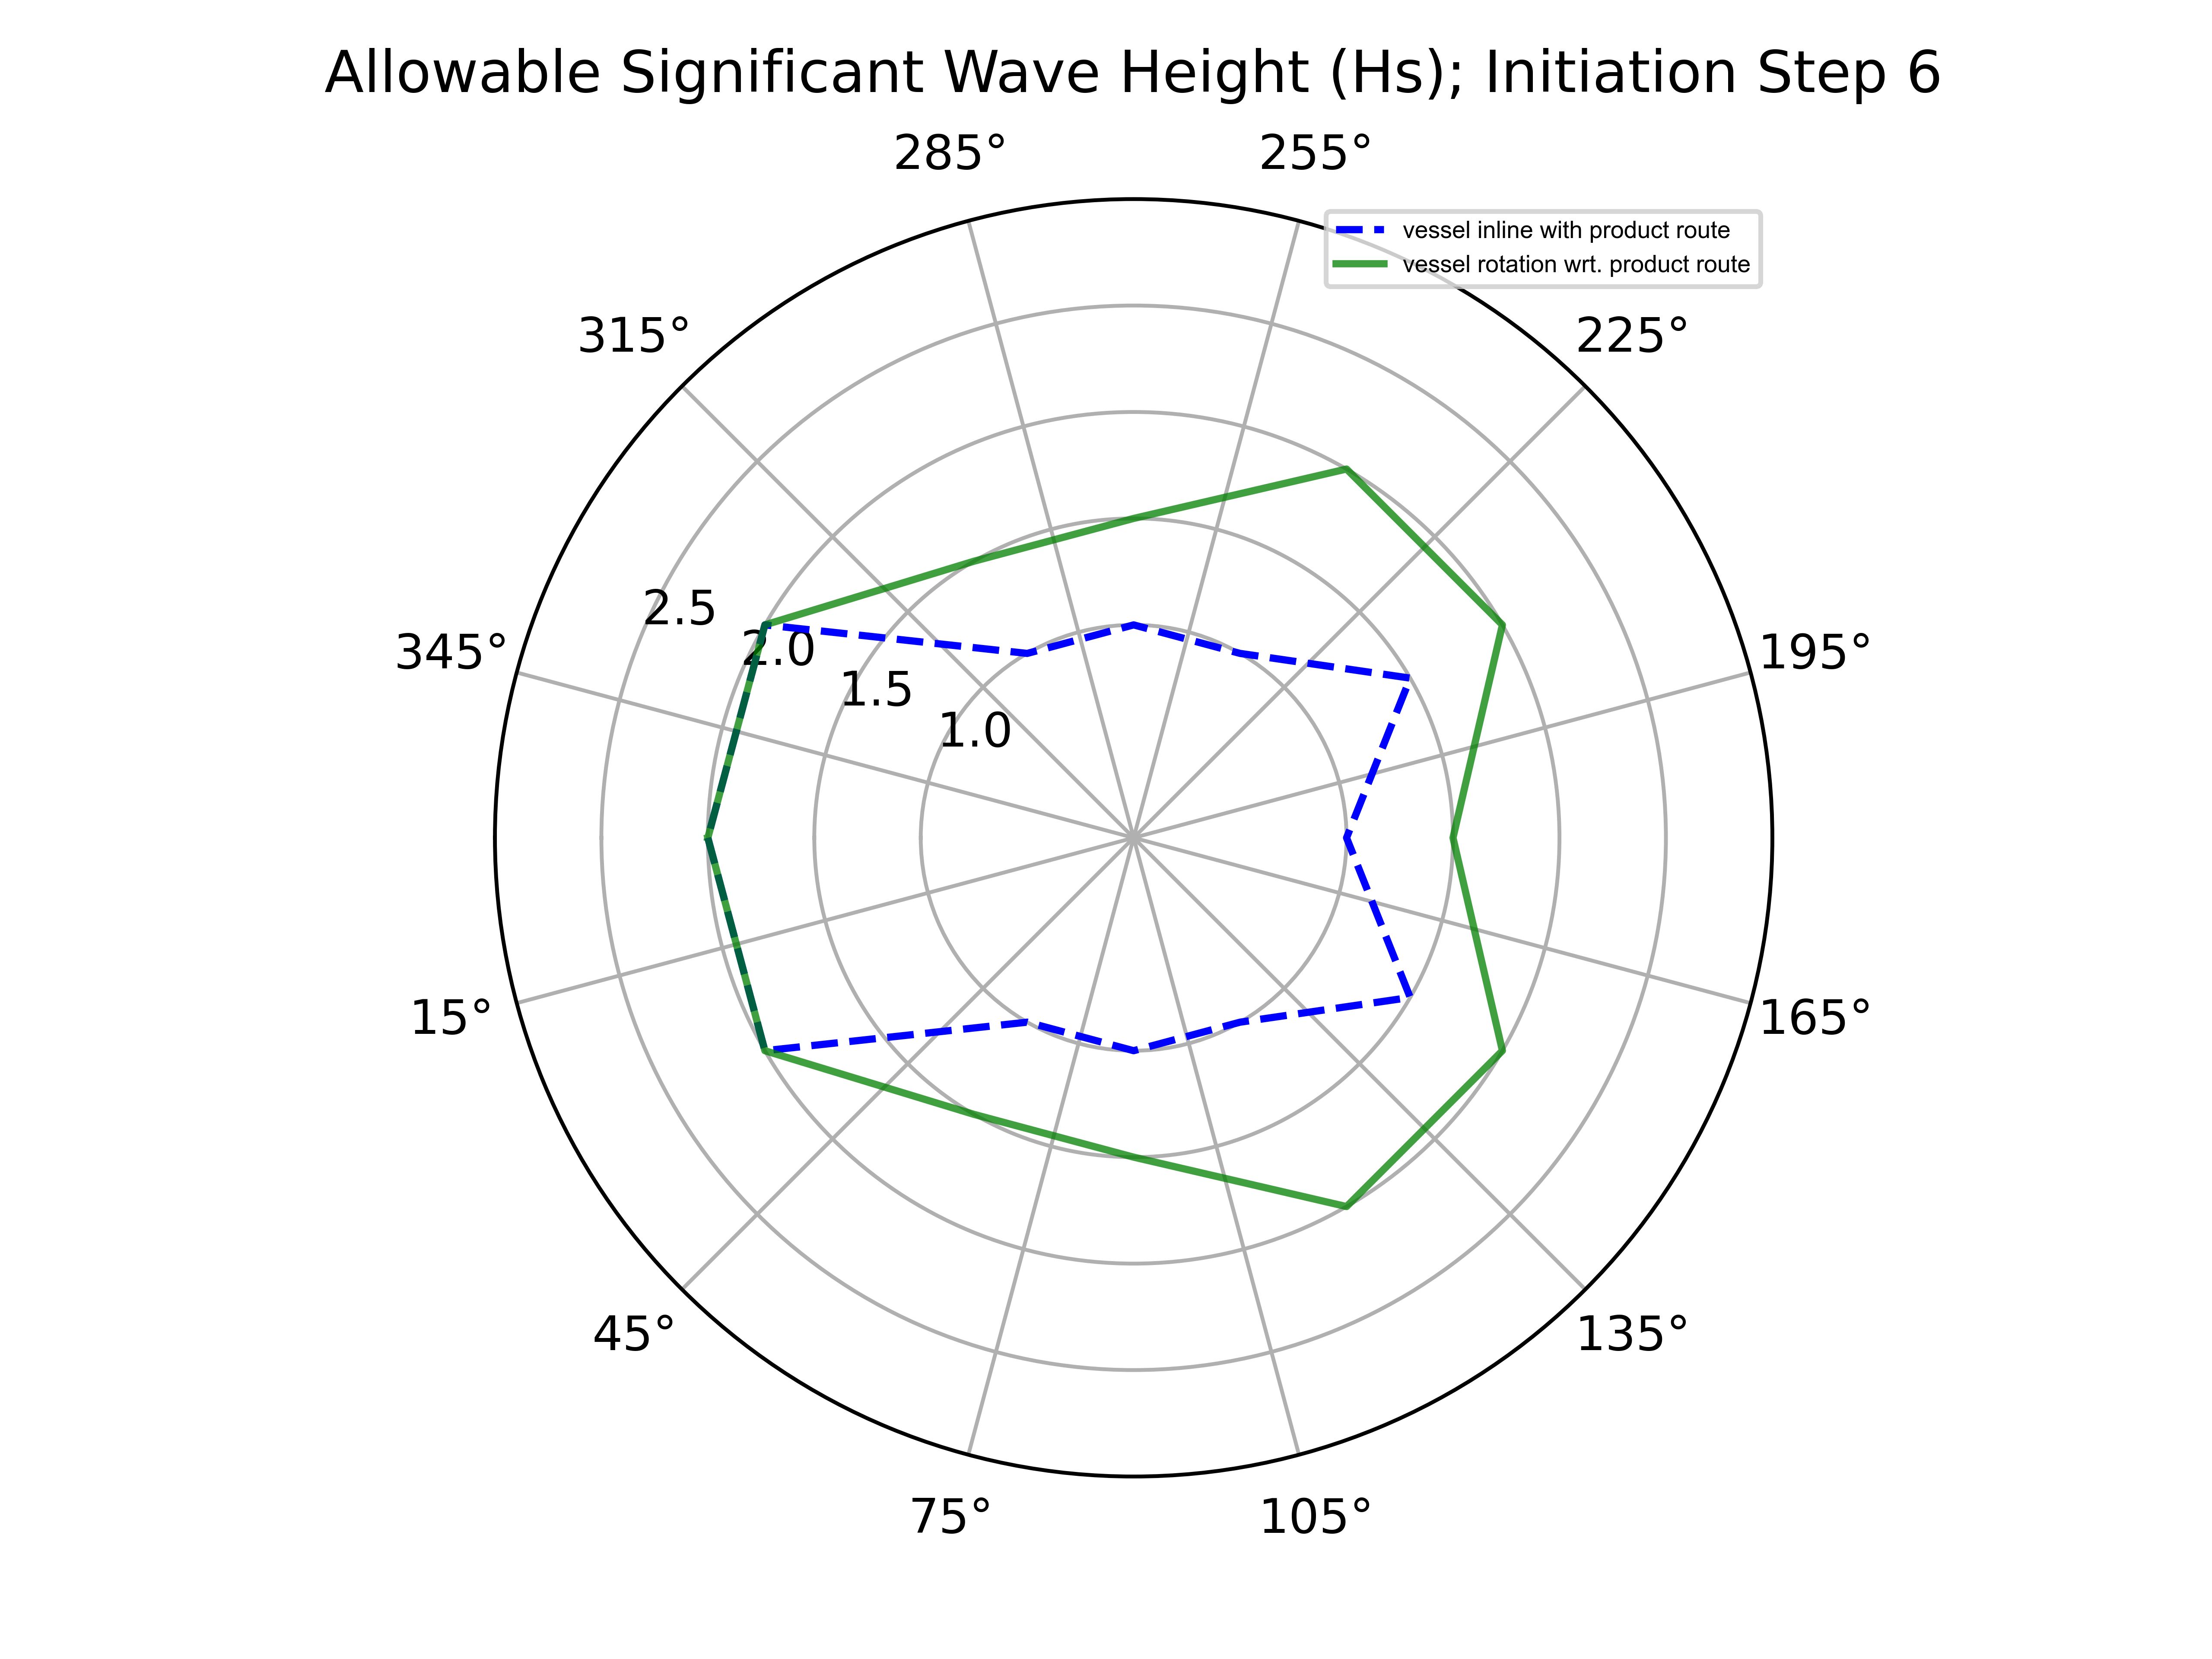 Allowable Significant Wave Height (Hs); Initiation Step 6
285° 255°
vessel inline with product route
vessel rotation wrt. product route
315° 225°
2.5
345° 2.0 195°
1.5
1.0
15° 165°
45° 135°
75° 105°